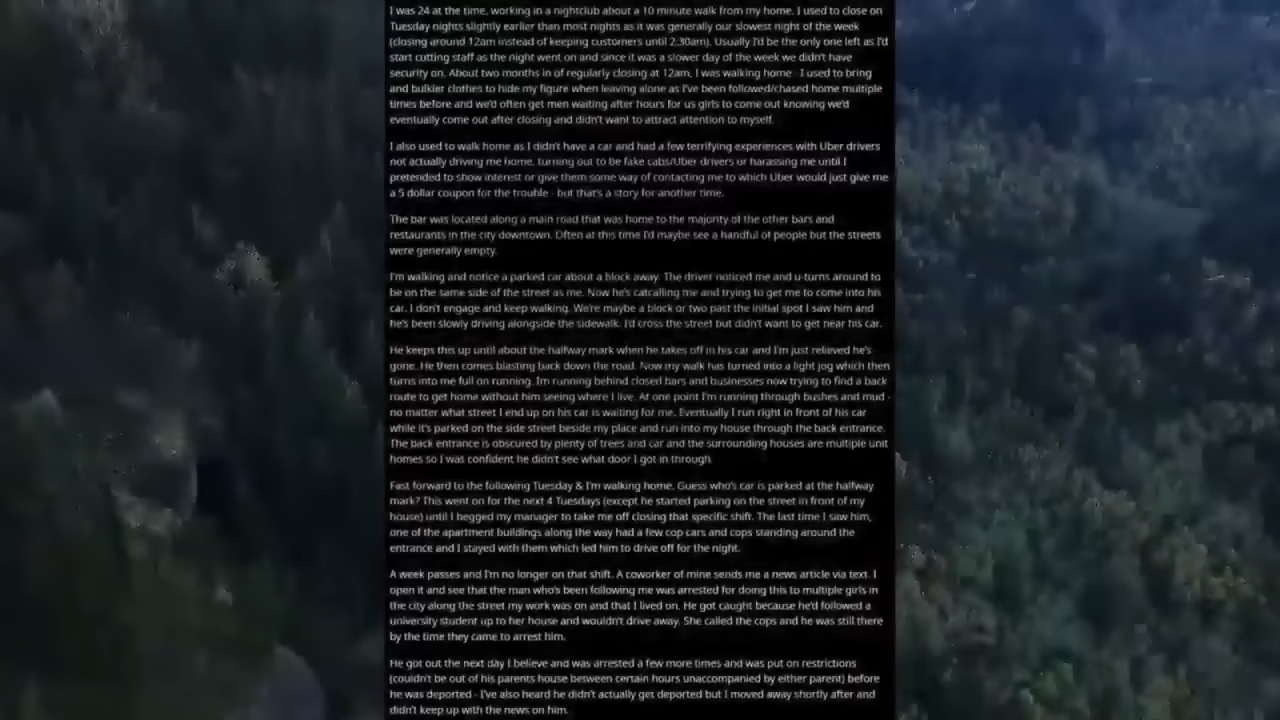 I was 24 at the time, working in a nightclub about a 10 minute walk from my home. I used to close on
Tuesday nights slightly earlier than most nights as it was generally our slowest night of the week
(closing around 12am instead of keeping customers until 2:30am). Usually I'd be the only one left as I'd
start cutting staff as the night went on and since it was a slower day of the week we didn't have
security on. About two months in of regularly closing at 12am, I was walking home - I used to bring
and bulkier clothes to hide my figure when leaving alone as I've been followed/chased home multiple
times before and we'd often get men waiting after hours for us girls to come out knowing we'd
eventually come out after closing and didn't want to attract attention to myself.
I also used to walk home as I didn't have a car and had a few terrifying experiences with Uber drivers
not actually driving me home, turning out to be fake cabs/Uber drivers or harassing me until I
pretended to show interest or give them some way of contacting me to which Uber would just give me
a 5 dollar coupon for the trouble - but that's a story for another time.
The bar was located along a main road that was home to the majority of the other bars and
restaurants in the city downtown. Often at this time I'd maybe see a handful of people but the streets
were generally empty.
I'm walking and notice a parked car about a block away. The driver noticed me and u-turns around to
be on the same side of the street as me. Now he's catcalling me and trying to get me to come into his
car. I don't engage and keep walking. We're maybe a block or two past the initial spot I saw him and
he's been slowly driving alongside the sidewalk. I'd cross the street but didn't want to get near his car.
He keeps this up until about the halfway mark when he takes off in his car and I'm just relieved he's
gone. He then comes blasting back down the road. Now my walk has turned into a light jog which then
turns into me full on running. Im running behind closed bars and businesses now trying to find a back
route to get home without him seeing where I live. At one point I'm running through bushes and mud -
no matter what street I end up on his car is waiting for me. Eventually I run right in front of his car
while it's parked on the side street beside my place and run into my house through the back entrance.
The back entrance is obscured by plenty of trees and car and the surrounding houses are multiple unit
homes so I was confident he didn't see what door I got in through.
Fast forward to the following Tuesday & I'm walking home. Guess who's car is parked at the halfway
mark? This went on for the next 4 Tuesdays (except he started parking on the street in front of my
house) until I begged my manager to take me off closing that specific shift. The last time I saw him,
one of the apartment buildings along the way had a few cop cars and cops standing around the
entrance and I stayed with them which led him to drive off for the night.
A week passes and I'm no longer on that shift. A coworker of mine sends me a news article via text. I
open it and see that the man who's been following me was arrested for doing this to multiple girls in
the city along the street my work was on and that I lived on. He got caught because he'd followed a
university student up to her house and wouldn't drive away. She called the cops and he was still there
by the time they came to arrest him.
He got out the next day I believe and was arrested a few more times and was put on restrictions
(couldn't be out of his parents house between certain hours unaccompanied by either parent) before
he was deported - I've also heard he didn't actually get deported but I moved away shortly after and
didn't keep up with the news on him.